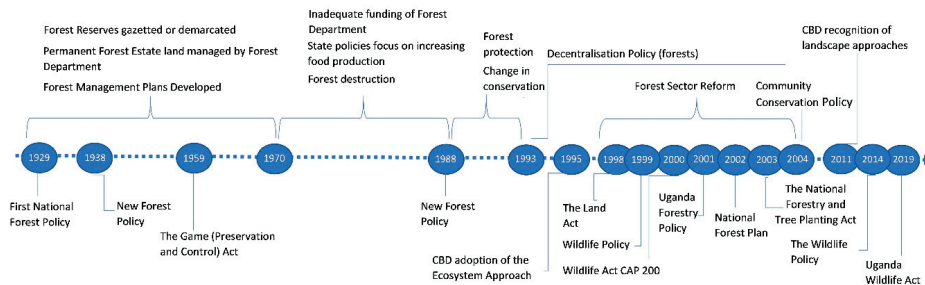 Forest Reserves gazetted or demarcated
Permanent Forest Estate land managed by Forest
Department
Forest Management Plans Developed
Inadequate funding of Forest
Department
State policies focus on increasing
food production
Forest destruction
Forest
protection
Change in
conservation
Decentralisation Policy (forests)
Forest Sector Reform
Community
Conservation Policy
CBD recognition of
landscape approaches
1929
1938
1959
1970
1988
1993
1995
1998
1999
2000
2001
2002
2003
2004
2011
2014
2019
First National
Forest Policy
New Forest
Policy
The Game (Preservation
and Control) Act
New Forest
Policy
CBD adoption of the
Ecosystem Approach
The Land
Act
Wildlife Policy
Wildlife Act CAP 200
Uganda
Forestry
Policy
National
Forest Plan
The National
Forestry and
Tree Planting Act
The Wildlife
Policy
Uganda
Wildlife Act